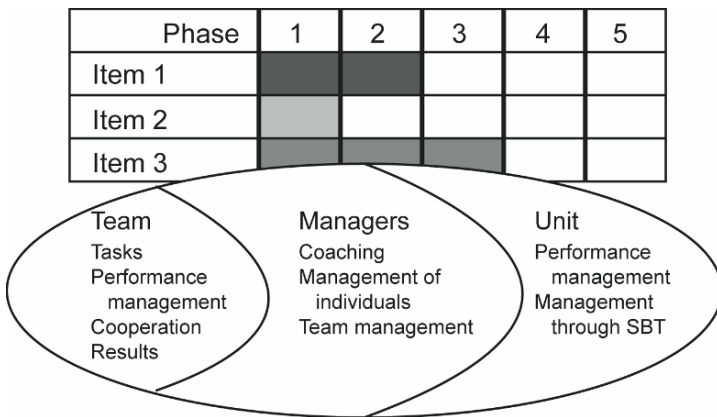 Phase 1 2 3 4 5
Item 1
Item 2
Item 3
Team
Tasks
Performance
management
Cooperation
Results
Managers
Coaching
Management of
individuals
Team management
Unit
Performance
management
Management
through SBT